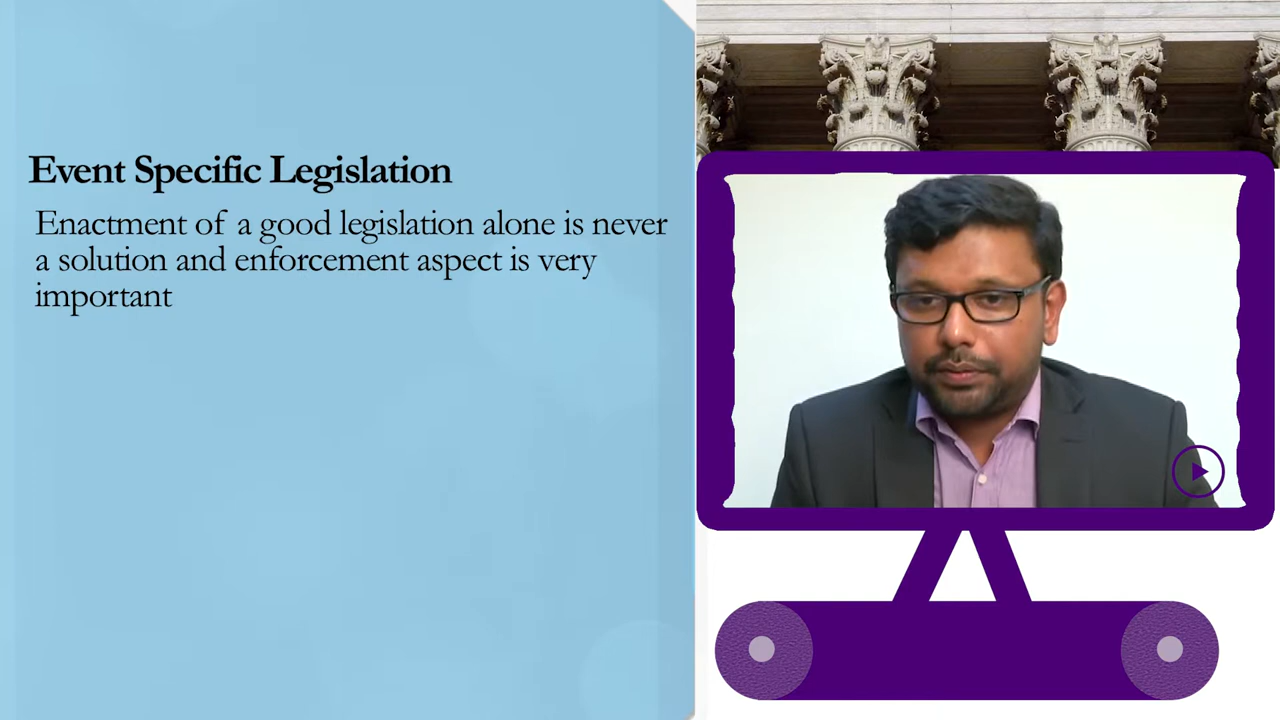 Event Specific Legislation
Enactment of a good legislation alone is never
a solution and enforcement aspect is very
important